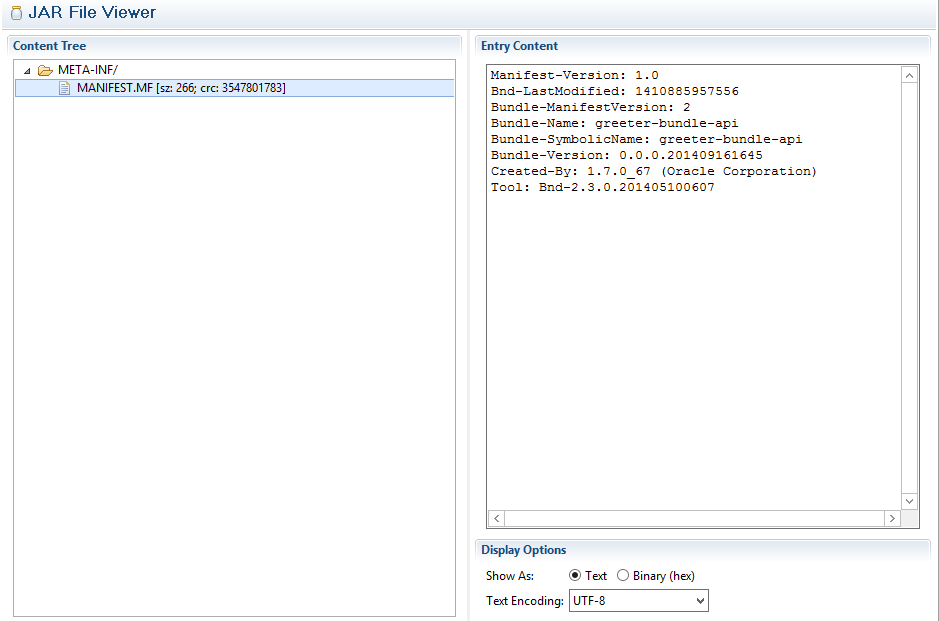 JAR File Viewer
Content Tree
META-INF/
MANIFEST.MF [sz: 266; crc: 3547801783]
Entry Content
Manifest-Version: 1.0
Bnd-LastModified: 1410885957556
Bundle-ManifestVersion: 2
Bundle-Name: greeter-bundle-api
Bundle-SymbolicName: greeter-bundle-api
Bundle-Version: 0.0.0.201409161645
Created-By: 1.7.0_67 (Oracle Corporation)
Tool: Bnd-2.3.0.201405100607
Display Options
Show As: Text Binary (hex)
Text Encoding: UTF-8